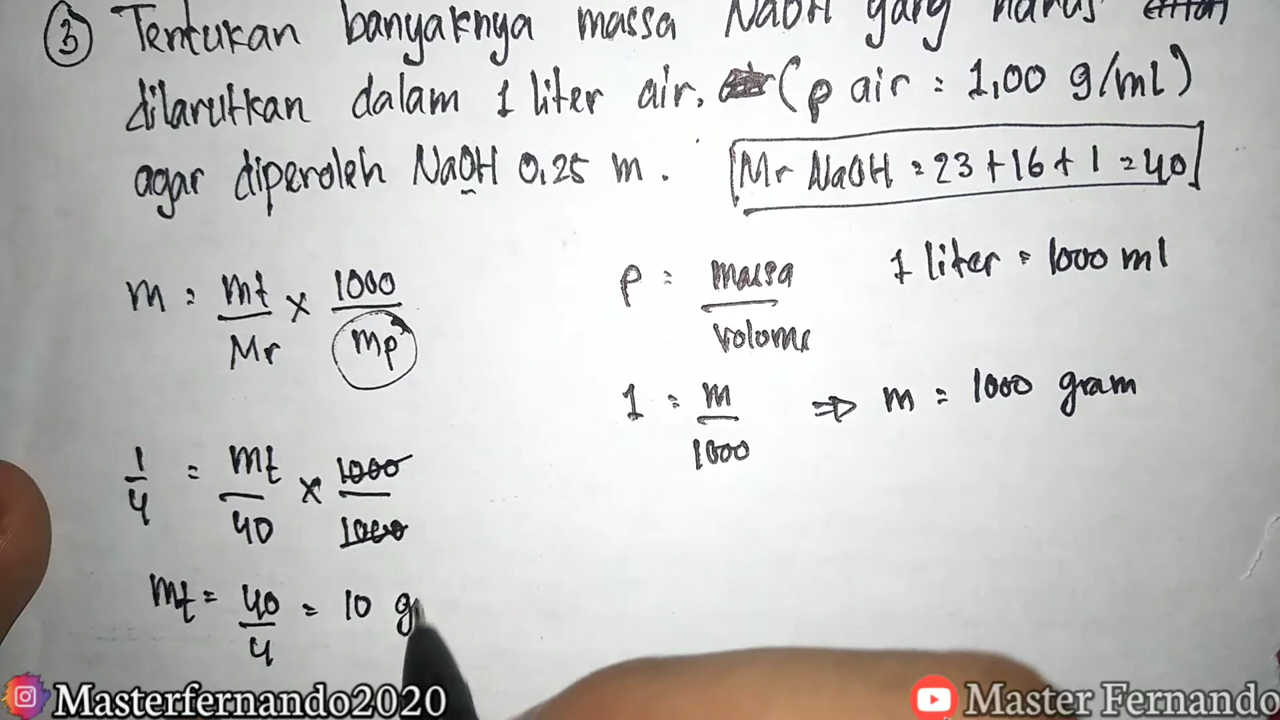 ③ Tentukan banyaknya massa NaOH yang harus
dilarutkan dalam 1 liter air. (ρ air = 1,00 g/ml)
agar diperoleh NaOH 0,25 m.
Mr NaOH = 23 + 16 + 1 = 40
m = mt/Mr × 1000/mp
ρ = massa/volome
1 liter = 1000 ml
1 = m/1000 ⇒ m = 1000 gram
1/4 = mt/40 × 1000/1000
mt = 40/4 = 10 g
Masterfernando2020
Master Fernando